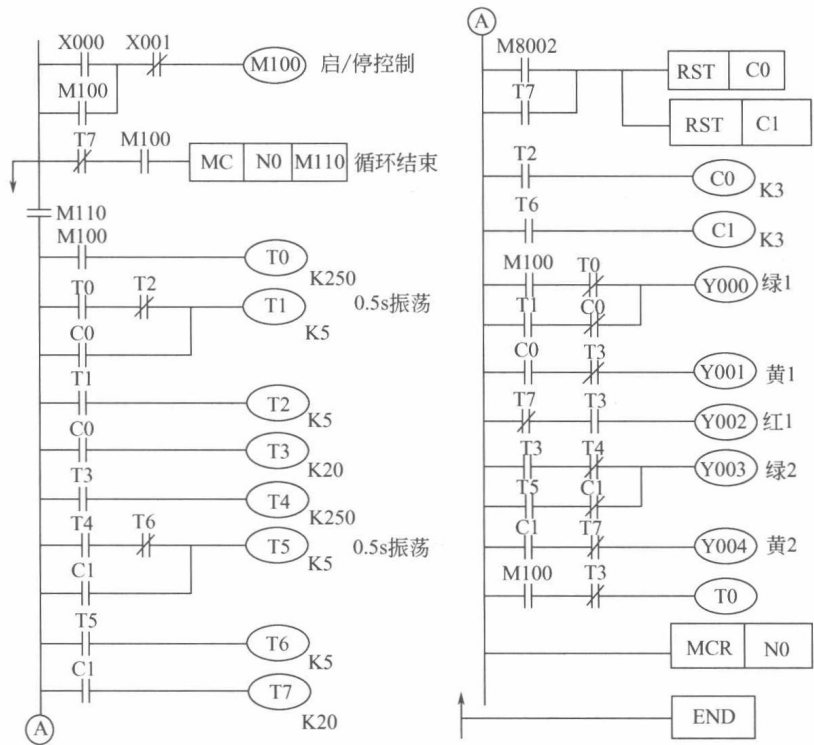 X000 X001
M100 启/停控制
M100
T7 M100
MC N0 M110 循环结束
M110
M100
T0
K250
T0 T2
T1 0.5s振荡
K5
C0
T1
T2
K5
C0
T3
K20
T3
T4
K250
T4 T6
T5 0.5s振荡
K5
C1
T5
T6
K5
C1
T7
K20
A
A
M8002
RST C0
T7
RST C1
T2
C0
K3
T6
C1
K3
M100 T0
Y000 绿1
T1 C0
C0 T3
Y001 黄1
T7 T3
Y002 红1
T3 T4
Y003 绿2
T5 C1
C1 T7
Y004 黄2
M100 T3
T0
MCR N0
END